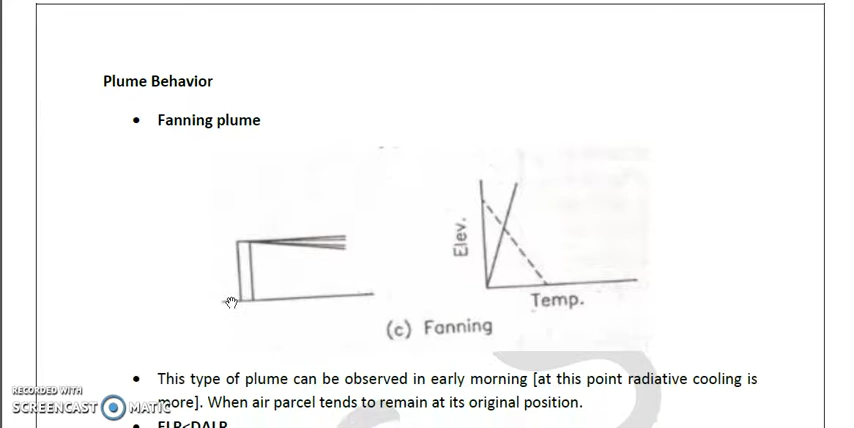 Plume Behavior
• Fanning plume
Elev.
Temp.
(c) Fanning
• This type of plume can be observed in early morning [at this point radiative cooling is
more]. When air parcel tends to remain at its original position.
RECORDED WITH
SCREENCAST MATIC
• ELR<DALR